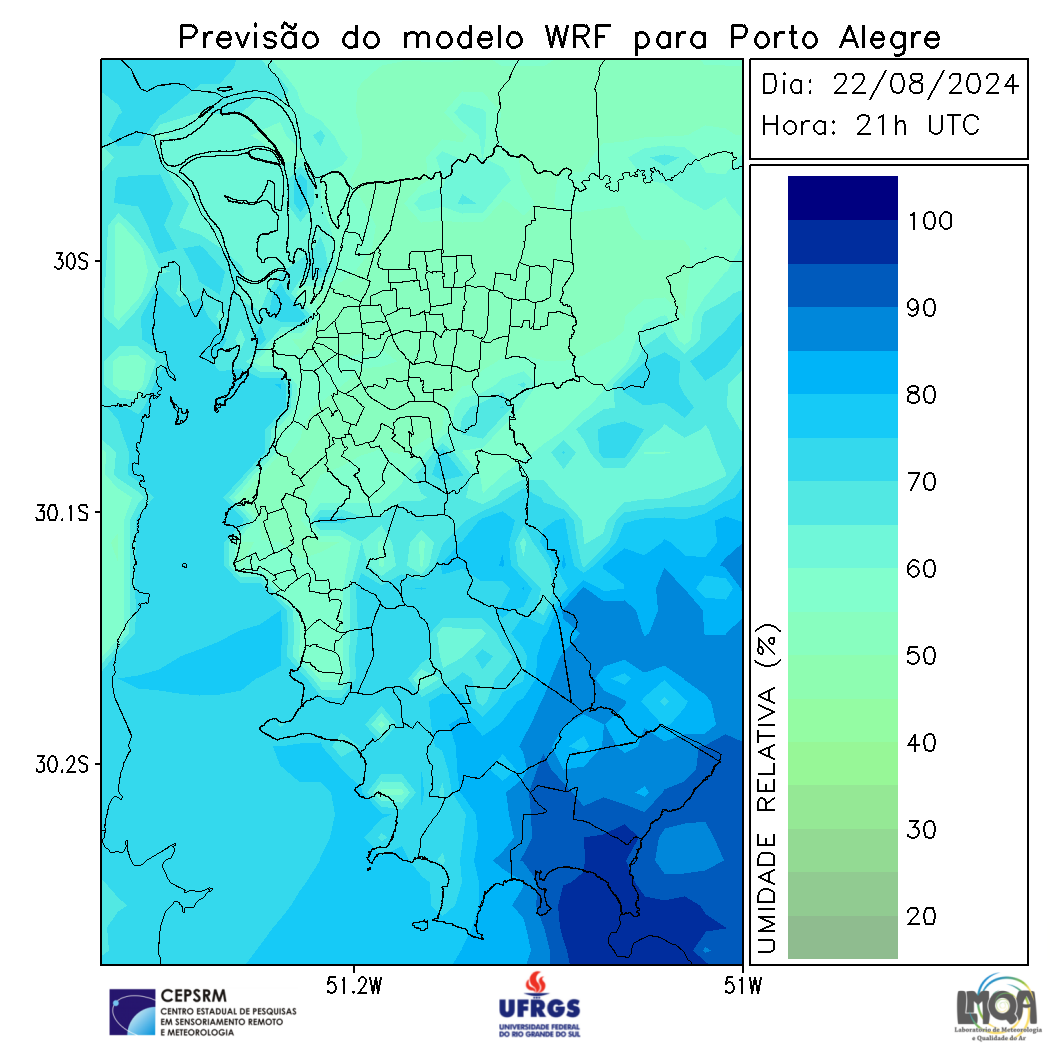 Previsão do modelo WRF para Porto Alegre
Dia: 22/08/2024
Hora: 21h UTC
30S
30.1S
30.2S
51.2W
51W
UMIDADE RELATIVA (%)
100
90
80
70
60
50
40
30
20
CEPSRM
CENTRO ESTADUAL DE PESQUISAS
EM SENSORIAMENTO REMOTO
E METEOROLOGIA
UFRGS
UNIVERSIDADE FEDERAL
DO RIO GRANDE DO SUL
LMQA
Laboratório de Meteorologia
e Qualidade do Ar